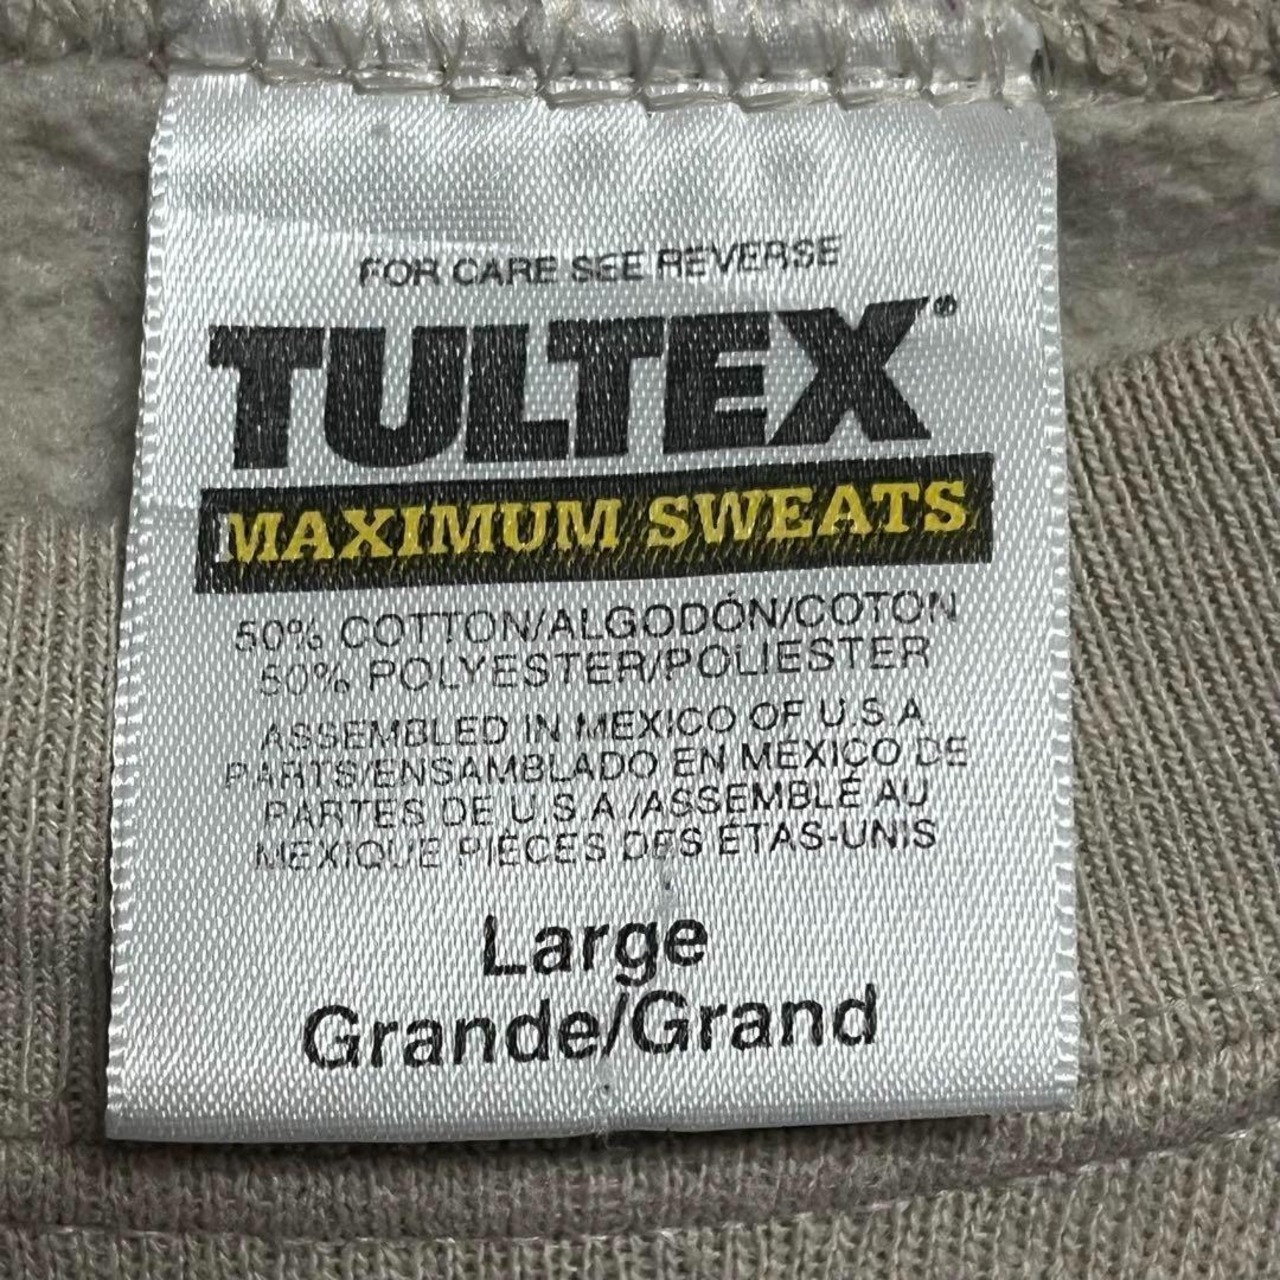 FOR CARE SEE REVERSE
TULTEX®
MAXIMUM SWEATS
50% COTTON/ALGODÓN/COTON
50% POLYESTER/POLIESTER
ASSEMBLED IN MEXICO OF U.S.A
PARTS/ENSAMBLADO EN MÉXICO DE
PARTES DE U.S.A./ASSEMBLÉ AU
MEXIQUE PIÈCES DES ÉTAS-UNIS
Large
Grande/Grand